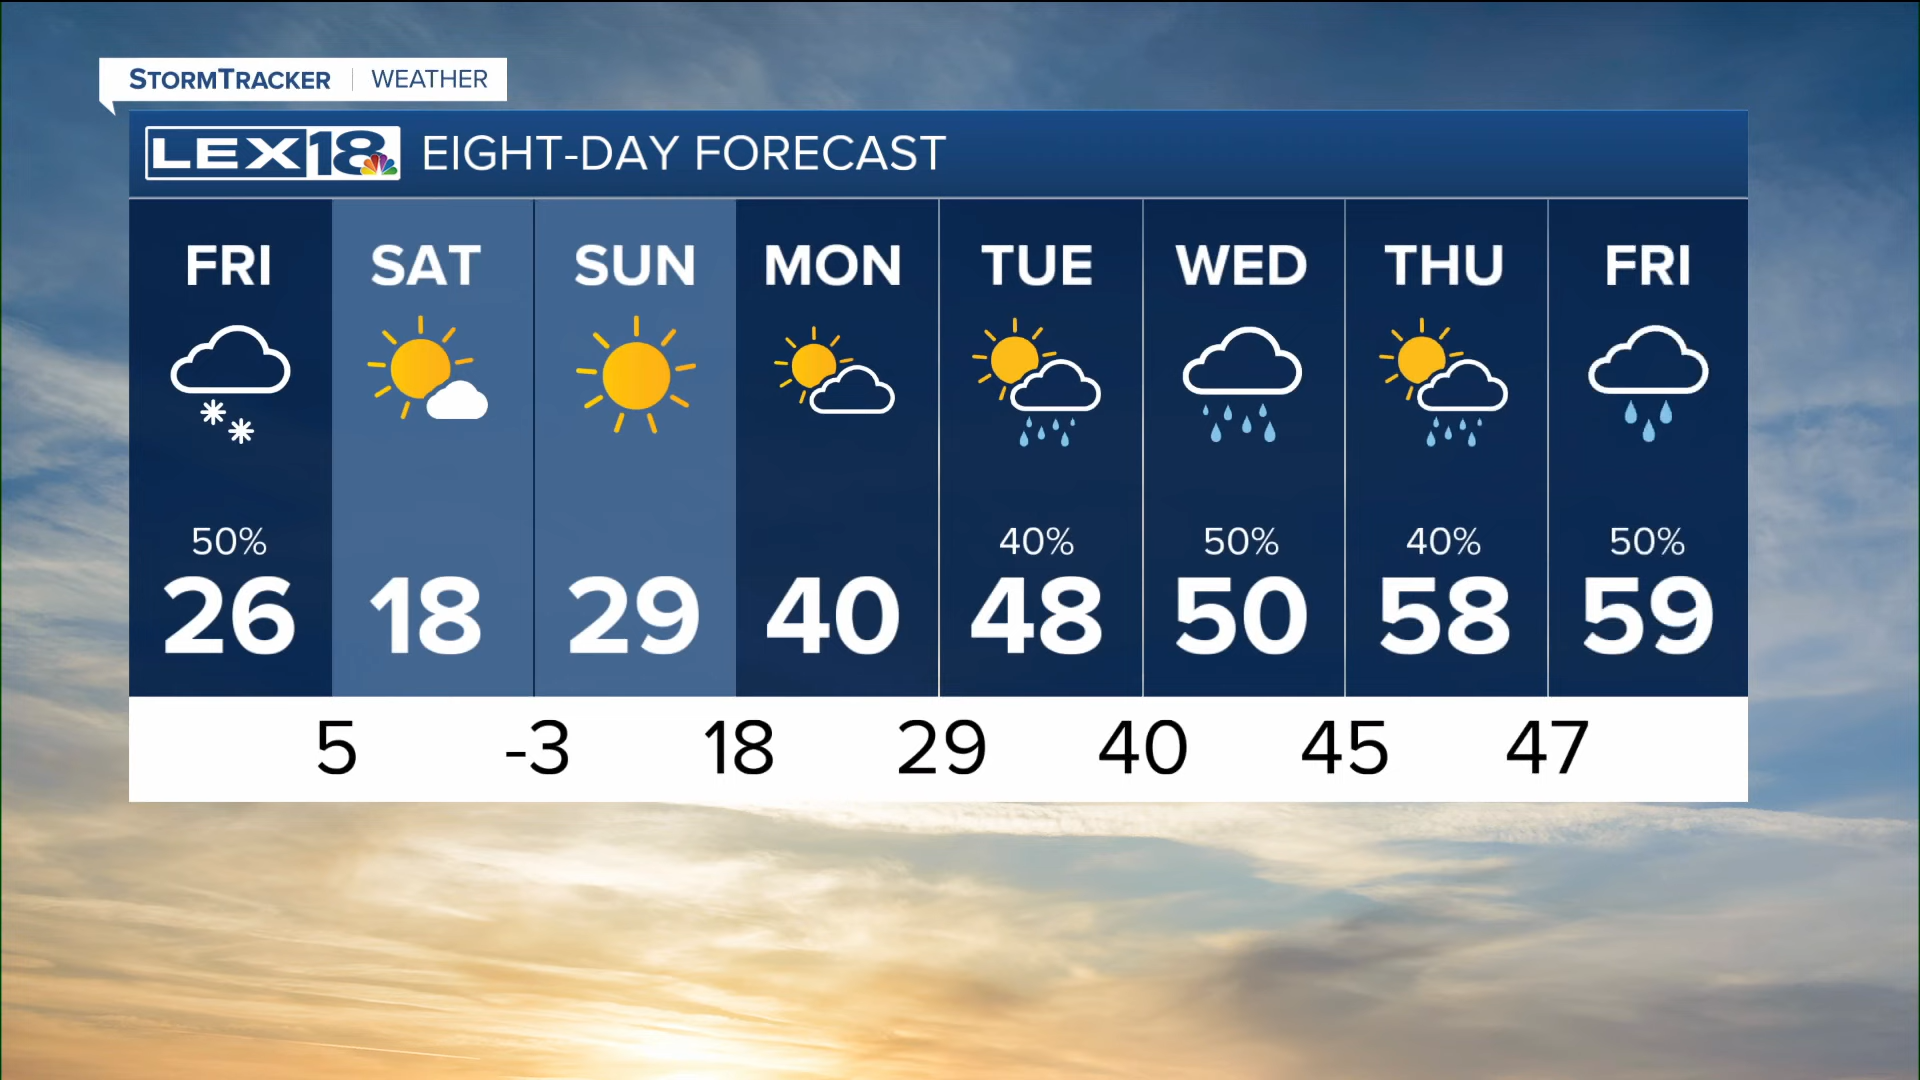 STORMTRACKER | WEATHER
LEX18 EIGHT-DAY FORECAST
FRI SAT SUN MON TUE WED THU FRI
50% 40% 50% 40% 50%
26 18 29 40 48 50 58 59
5 -3 18 29 40 45 47